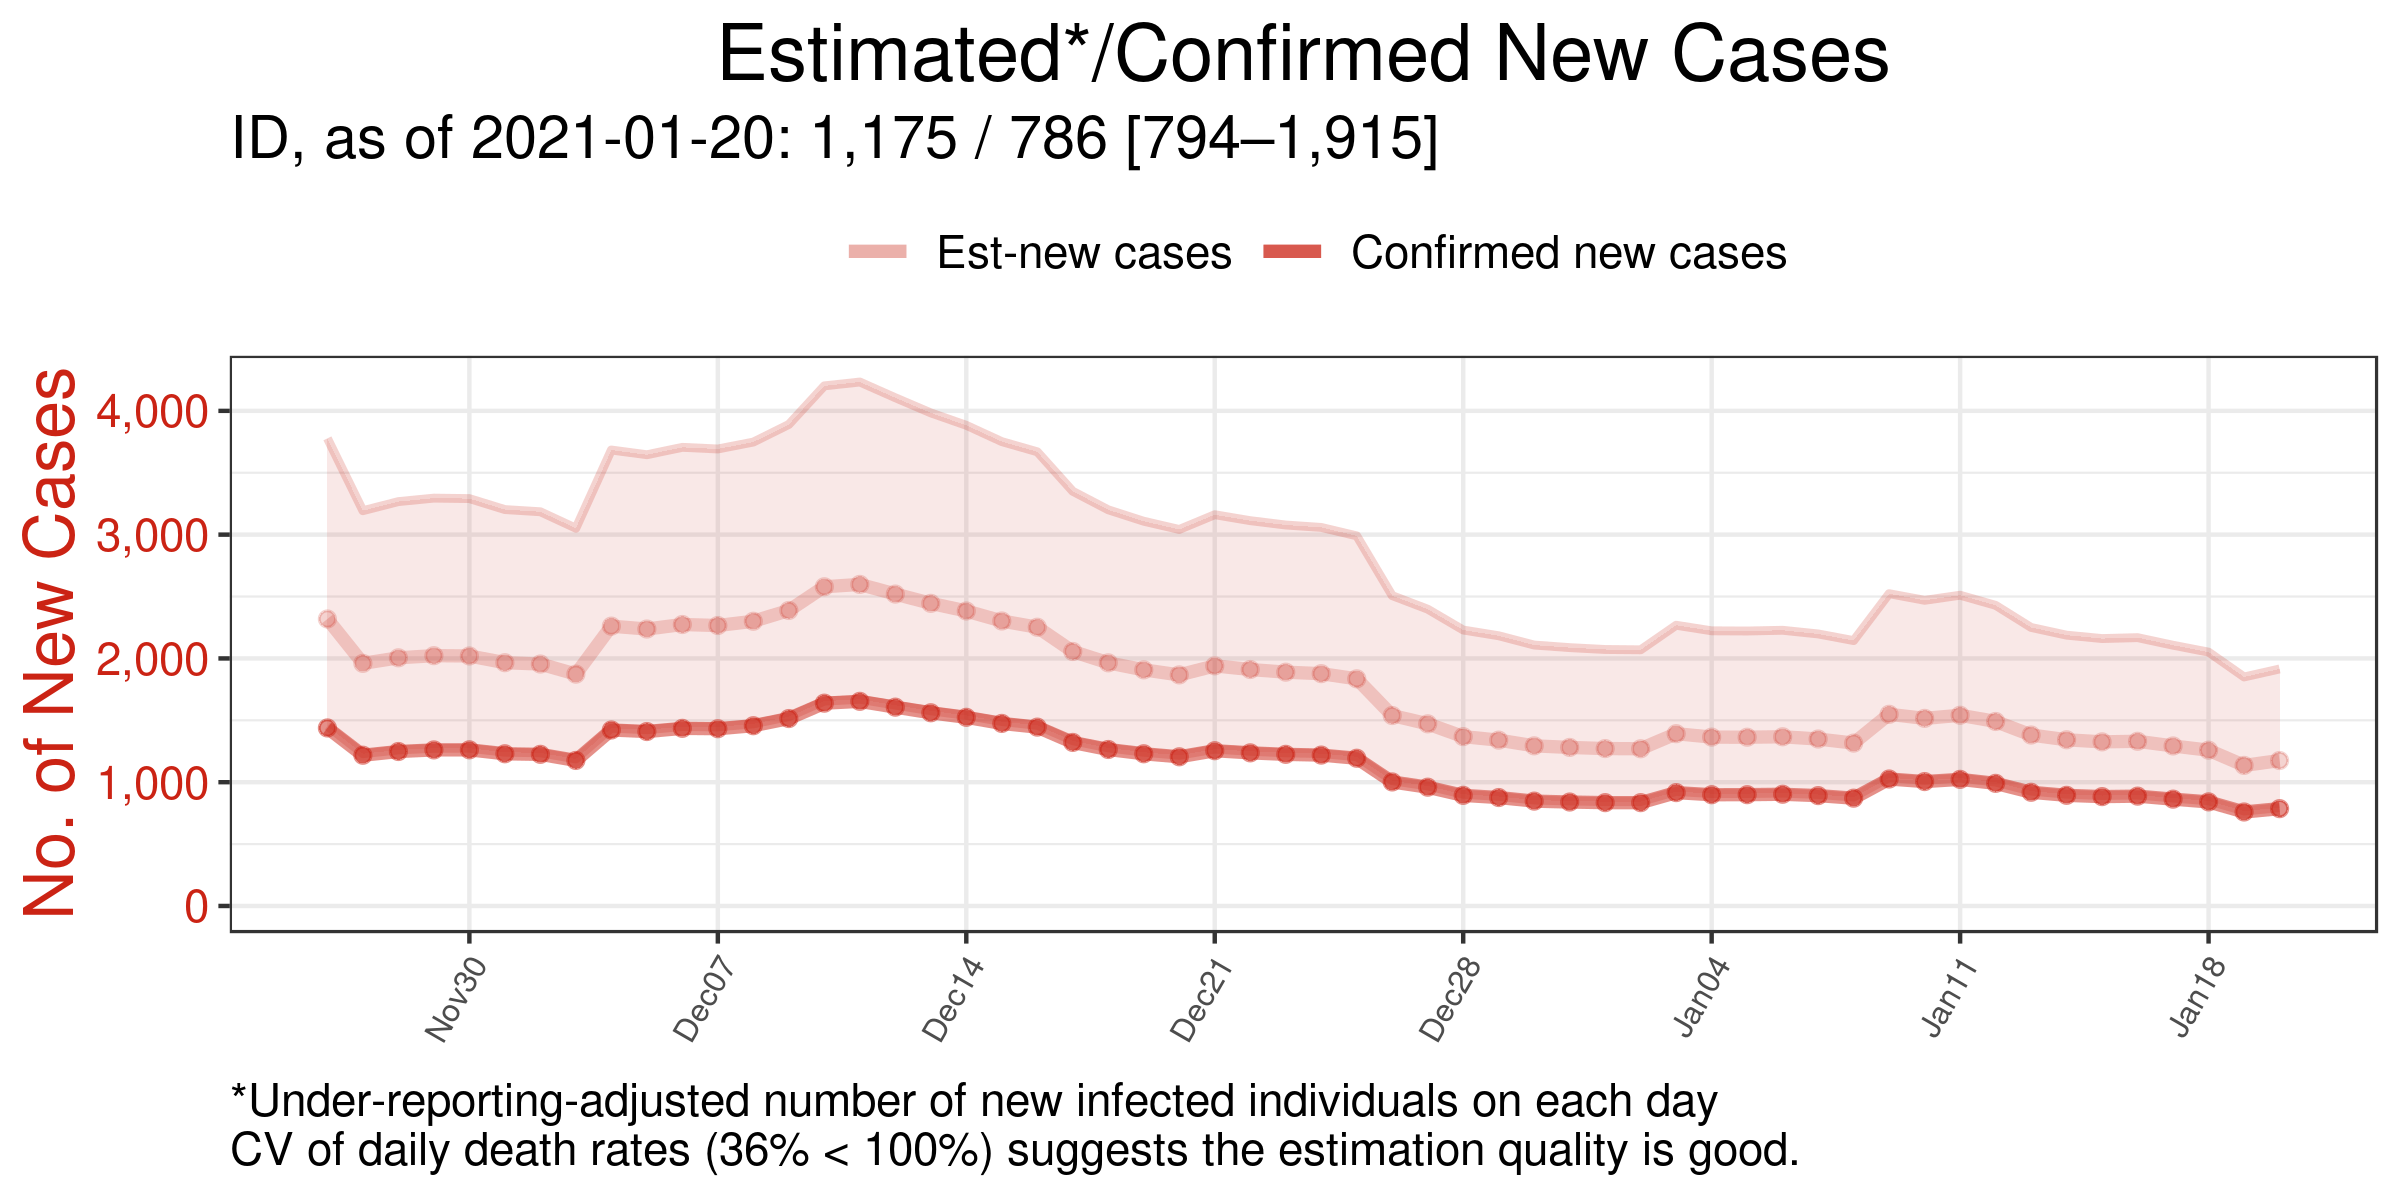 Estimated*/Confirmed New Cases
ID, as of 2021-01-20: 1,175 / 786 [794–1,915]
Est-new cases
Confirmed new cases
No. of New Cases
4,000
3,000
2,000
1,000
0
Nov30
Dec07
Dec14
Dec21
Dec28
Jan04
Jan11
Jan18
*Under-reporting-adjusted number of new infected individuals on each day
CV of daily death rates (36% < 100%) suggests the estimation quality is good.